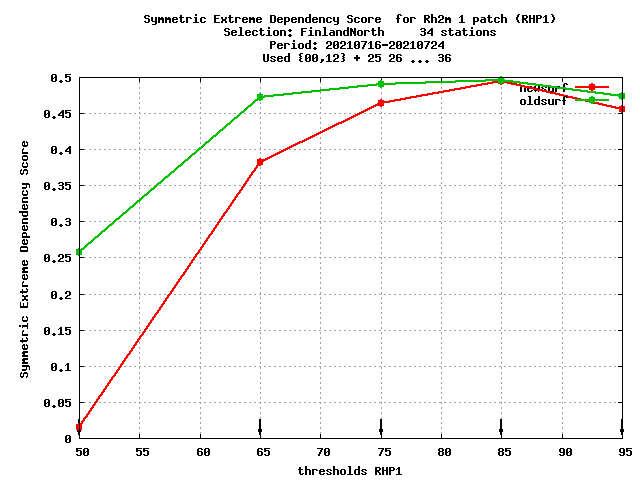 Symmetric Extreme Dependency Score for Rh2m 1 patch (RHP1)
Selection: FinlandNorth 34 stations
Period: 20210716-20210724
Used {00,12} + 25 26 ... 36
newsurf
oldsurf
Symmetric Extreme Dependency Score
0.5
0.45
0.4
0.35
0.3
0.25
0.2
0.15
0.1
0.05
0
50 55 60 65 70 75 80 85 90 95
thresholds RHP1